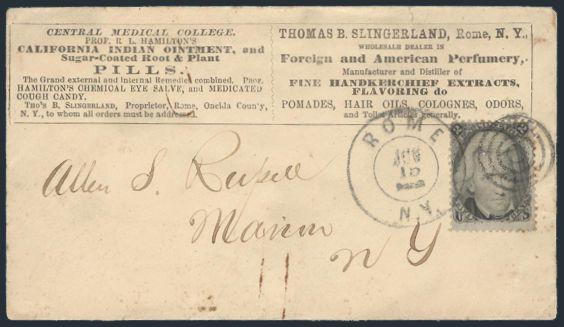 CENTRAL MEDICAL COLLEGE.
PROF. R. L. HAMILTON'S
CALIFORNIA INDIAN OINTMENT, and
Sugar-Coated Root & Plant
PILLS.
The Grand external and internal Remedies combined. PROF.
HAMILTON'S CHEMICAL EYE SALVE, and MEDICATED
COUGH CANDY.
THO'S B. SLINGERLAND, Proprietor, Rome, Oneida County,
N. Y., to whom all orders must be addressed.
THOMAS B. SLINGERLAND, Rome, N. Y.,
WHOLESALE DEALER IN
Foreign and American Perfumery,
Manufacturer and Distiller of
FINE HANDKERCHIEF EXTRACTS,
FLAVORING do
POMADES, HAIR OILS, COLOGNES, ODORS,
and Toilet Articles generally.
ROME
15
N.Y.
Allen S.
Marion
N Y